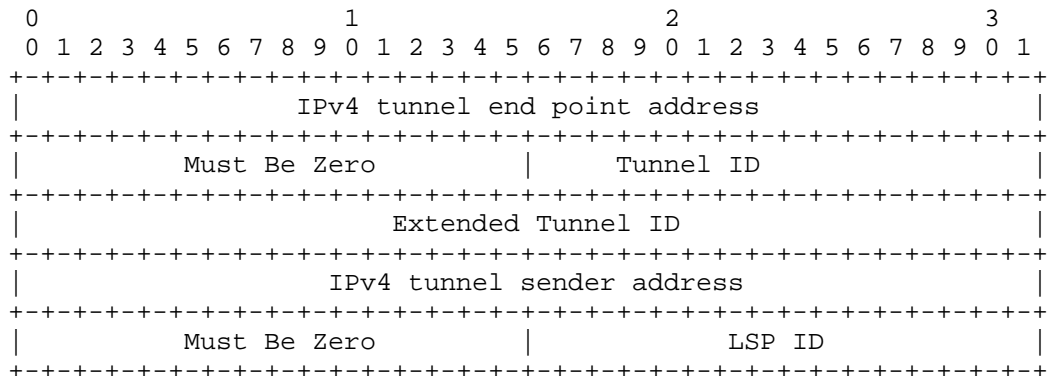 0                   1                   2                   3
 0 1 2 3 4 5 6 7 8 9 0 1 2 3 4 5 6 7 8 9 0 1 2 3 4 5 6 7 8 9 0 1
+-+-+-+-+-+-+-+-+-+-+-+-+-+-+-+-+-+-+-+-+-+-+-+-+-+-+-+-+-+-+-+-+
|                 IPv4 tunnel end point address                 |
+-+-+-+-+-+-+-+-+-+-+-+-+-+-+-+-+-+-+-+-+-+-+-+-+-+-+-+-+-+-+-+-+
|          Must Be Zero         |     Tunnel ID                 |
+-+-+-+-+-+-+-+-+-+-+-+-+-+-+-+-+-+-+-+-+-+-+-+-+-+-+-+-+-+-+-+-+
|                       Extended Tunnel ID                      |
+-+-+-+-+-+-+-+-+-+-+-+-+-+-+-+-+-+-+-+-+-+-+-+-+-+-+-+-+-+-+-+-+
|                   IPv4 tunnel sender address                  |
+-+-+-+-+-+-+-+-+-+-+-+-+-+-+-+-+-+-+-+-+-+-+-+-+-+-+-+-+-+-+-+-+
|          Must Be Zero         |            LSP ID             |
+-+-+-+-+-+-+-+-+-+-+-+-+-+-+-+-+-+-+-+-+-+-+-+-+-+-+-+-+-+-+-+-+